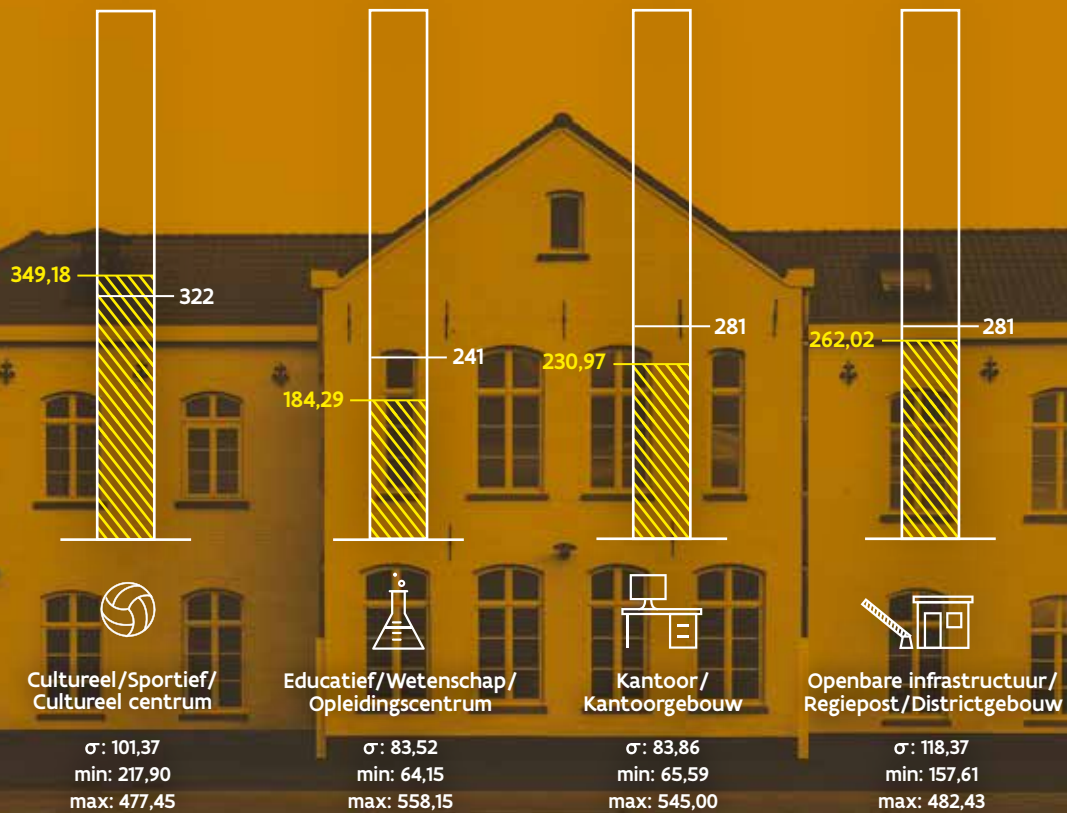 349,18
322
241
184,29
281
230,97
281
262,02
Cultureel/Sportief/
Cultureel centrum
σ: 101,37
min: 217,90
max: 477,45
Educatief/Wetenschap/
Opleidingscentrum
σ: 83,52
min: 64,15
max: 558,15
Kantoor/
Kantoorgebouw
σ: 83,86
min: 65,59
max: 545,00
Openbare infrastructuur/
Regiepost/Districtgebouw
σ: 118,37
min: 157,61
max: 482,43